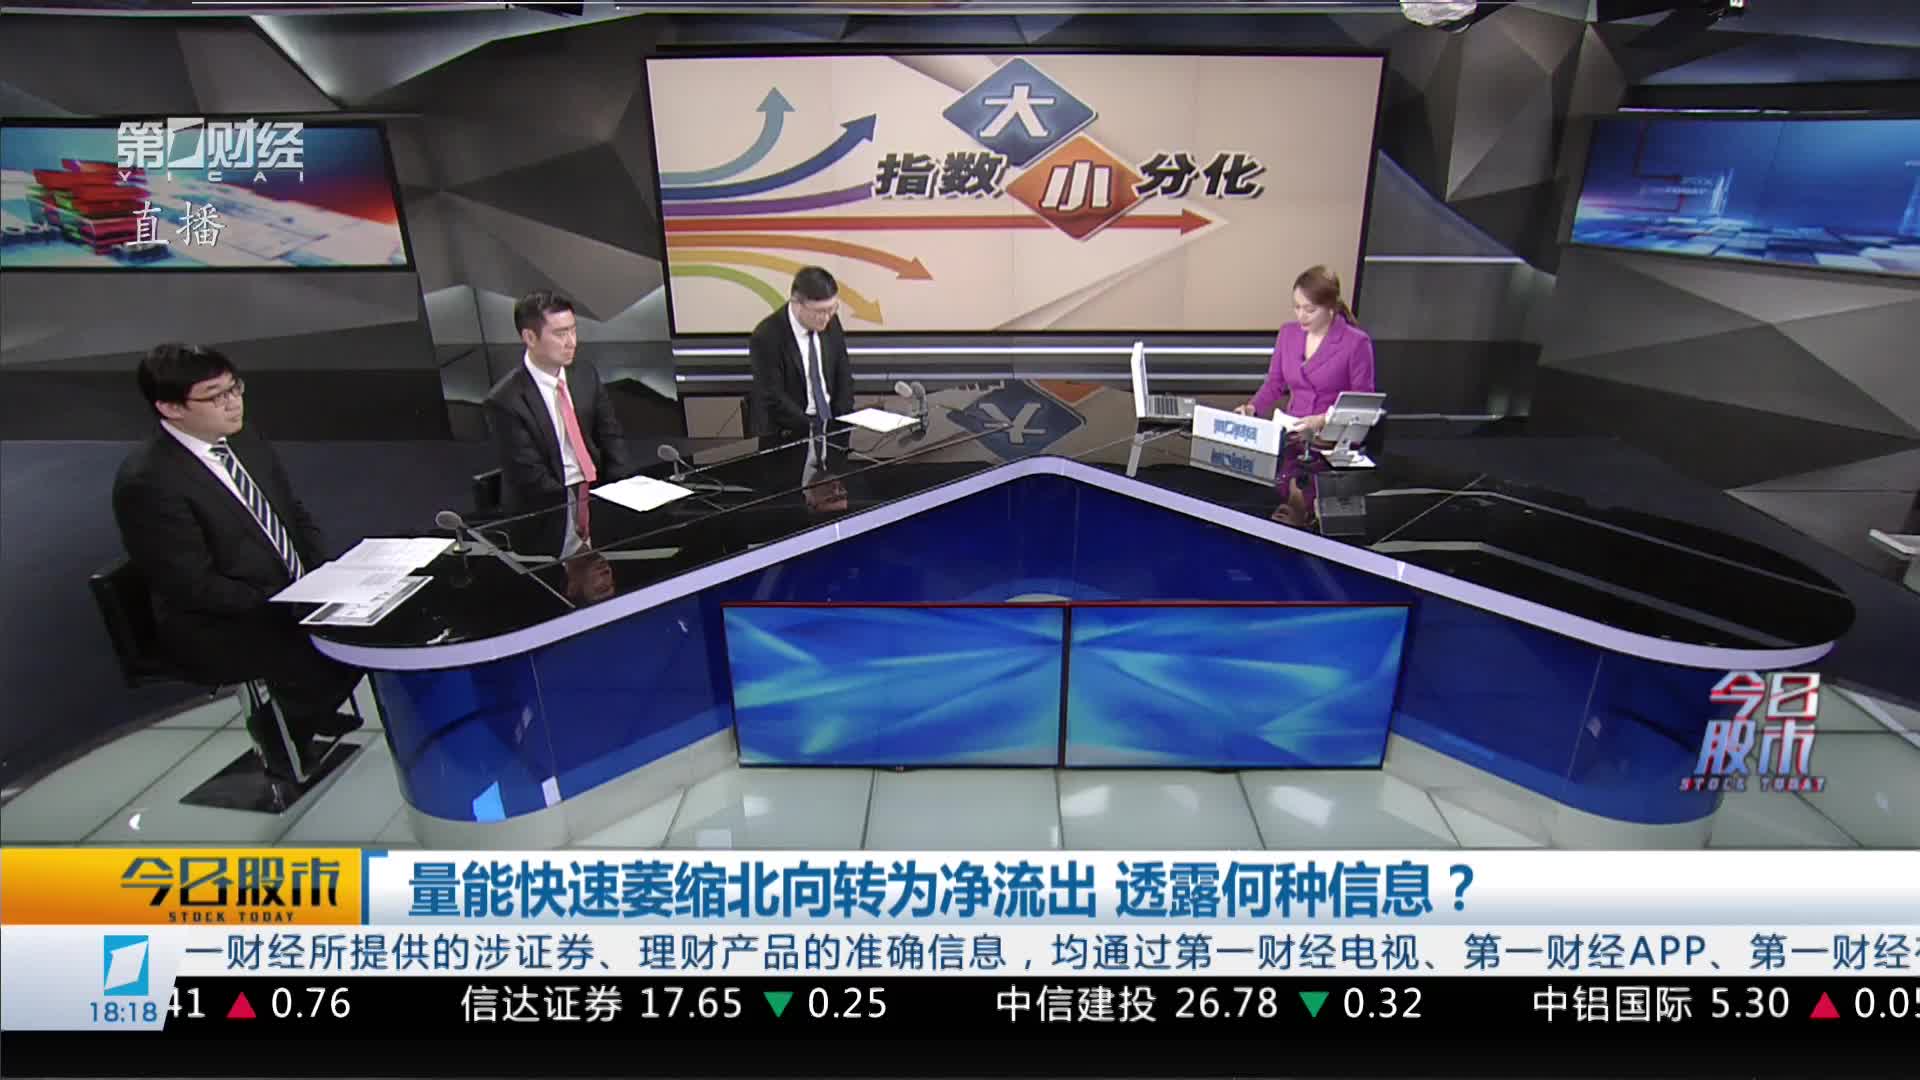 第一财经
YICAI
直播
大
指数 小 分化
今日
股市
STOCK TODAY
今日股市
STOCK TODAY
量能快速萎缩北向转为净流出 透露何种信息？
一财经所提供的涉证券、理财产品的准确信息，均通过第一财经电视、第一财经APP、第一财经
18:18
41 ▲ 0.76 信达证券 17.65 ▼ 0.25 中信建投 26.78 ▼ 0.32 中铝国际 5.30 ▲ 0.05